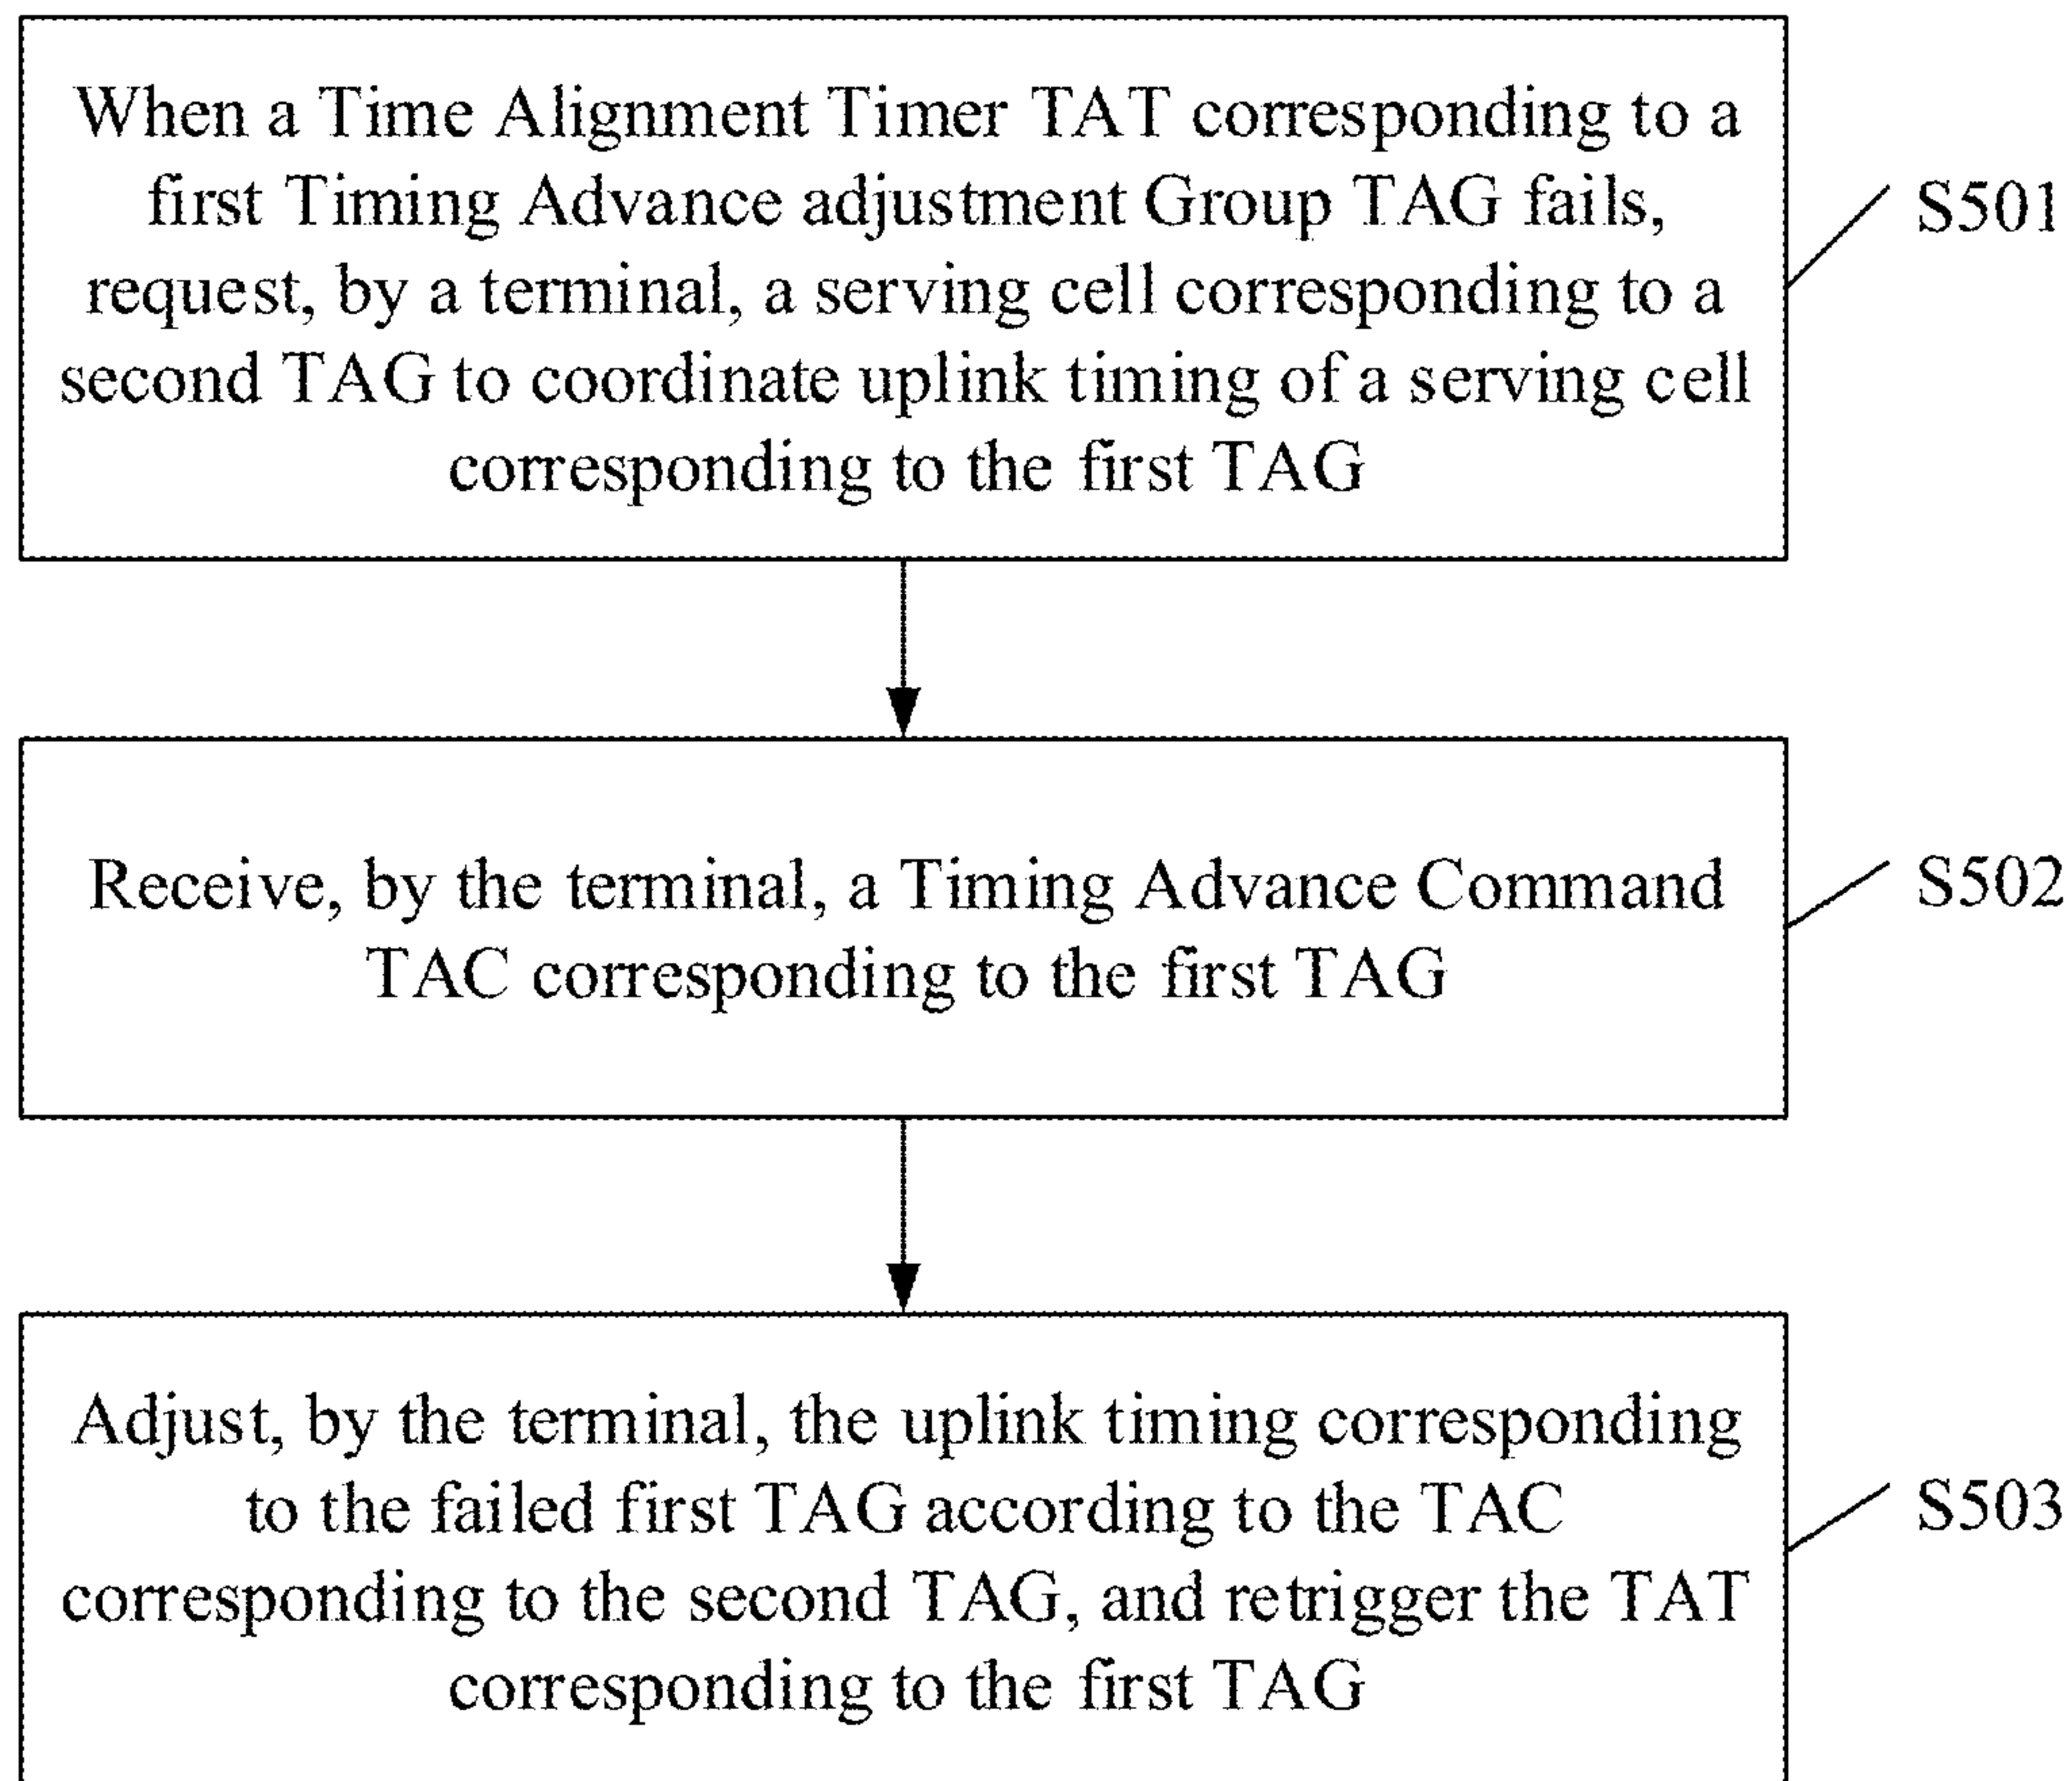 When a Time Alignment Timer TAT corresponding to a
first Timing Advance adjustment Group TAG fails,
request, by a terminal, a serving cell corresponding to a
second TAG to coordinate uplink timing of a serving cell
corresponding to the first TAG
S501
Receive, by the terminal, a Timing Advance Command
TAC corresponding to the first TAG
S502
Adjust, by the terminal, the uplink timing corresponding
to the failed first TAG according to the TAC
corresponding to the second TAG, and retrigger the TAT
corresponding to the first TAG
S503